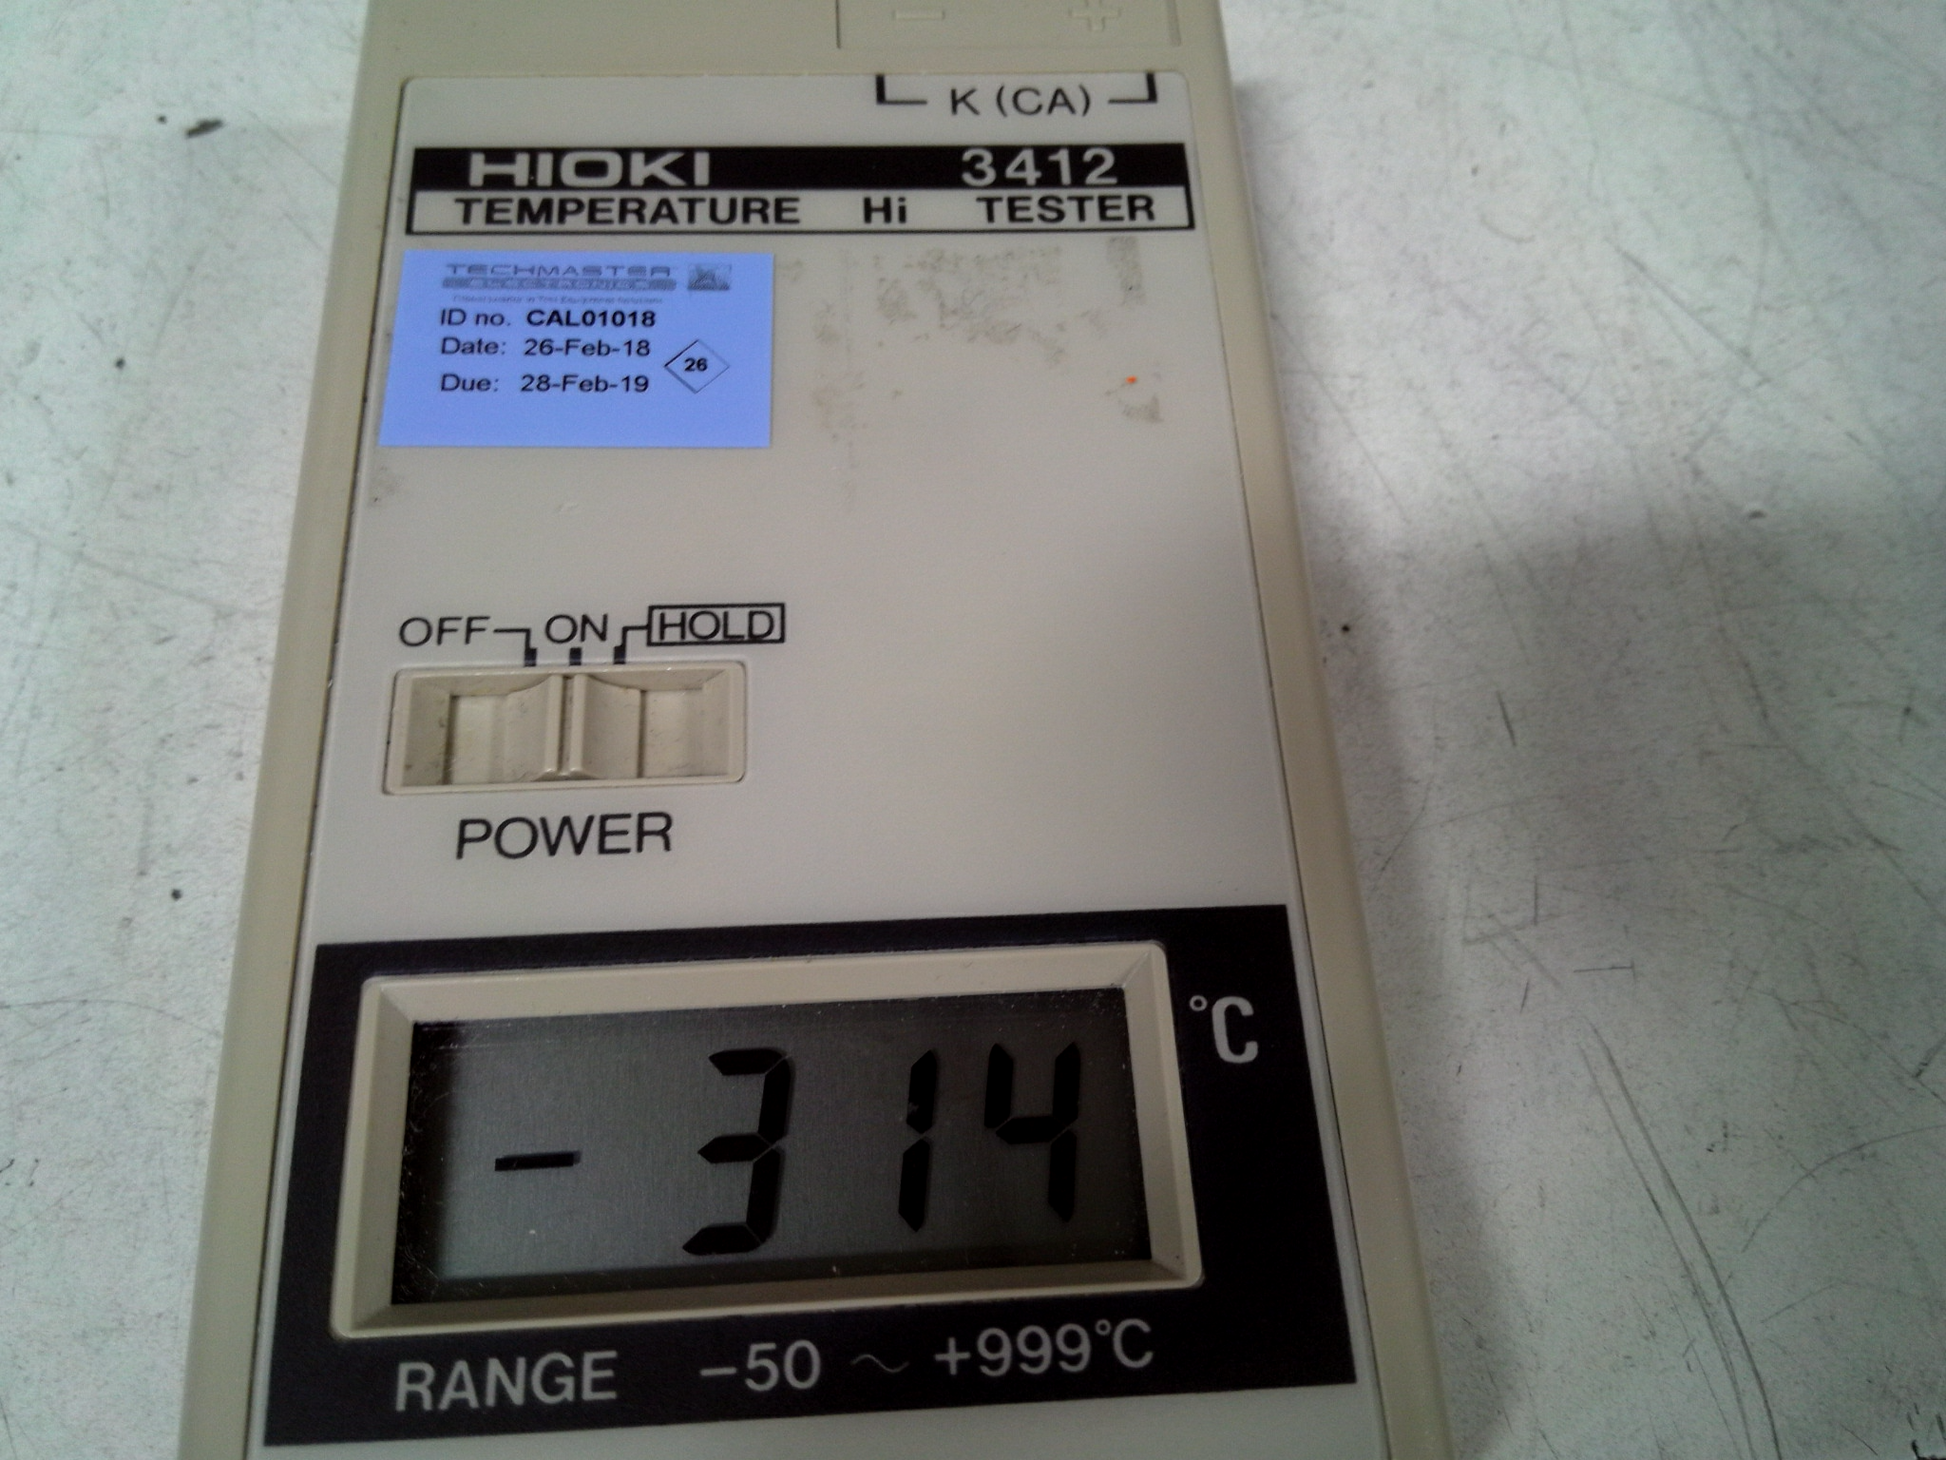 − +
K (CA)
HIOKI 3412
TEMPERATURE Hi TESTER
TECHMASTER
ELECTRONICS
ID no. CAL01018
Date: 26-Feb-18
26
Due: 28-Feb-19
OFF ON HOLD
POWER
°C
-314
RANGE -50 ~ +999°C